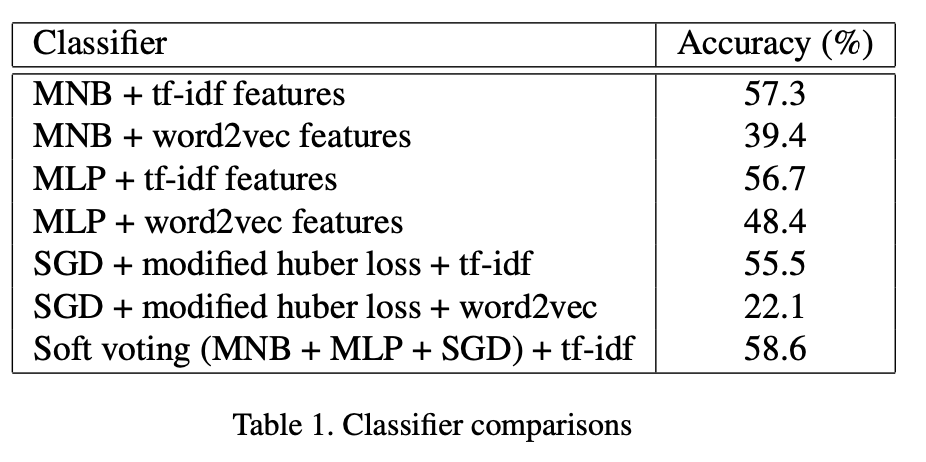 Classifier Accuracy (%)
MNB + tf-idf features 57.3
MNB + word2vec features 39.4
MLP + tf-idf features 56.7
MLP + word2vec features 48.4
SGD + modified huber loss + tf-idf 55.5
SGD + modified huber loss + word2vec 22.1
Soft voting (MNB + MLP + SGD) + tf-idf 58.6
Table 1. Classifier comparisons